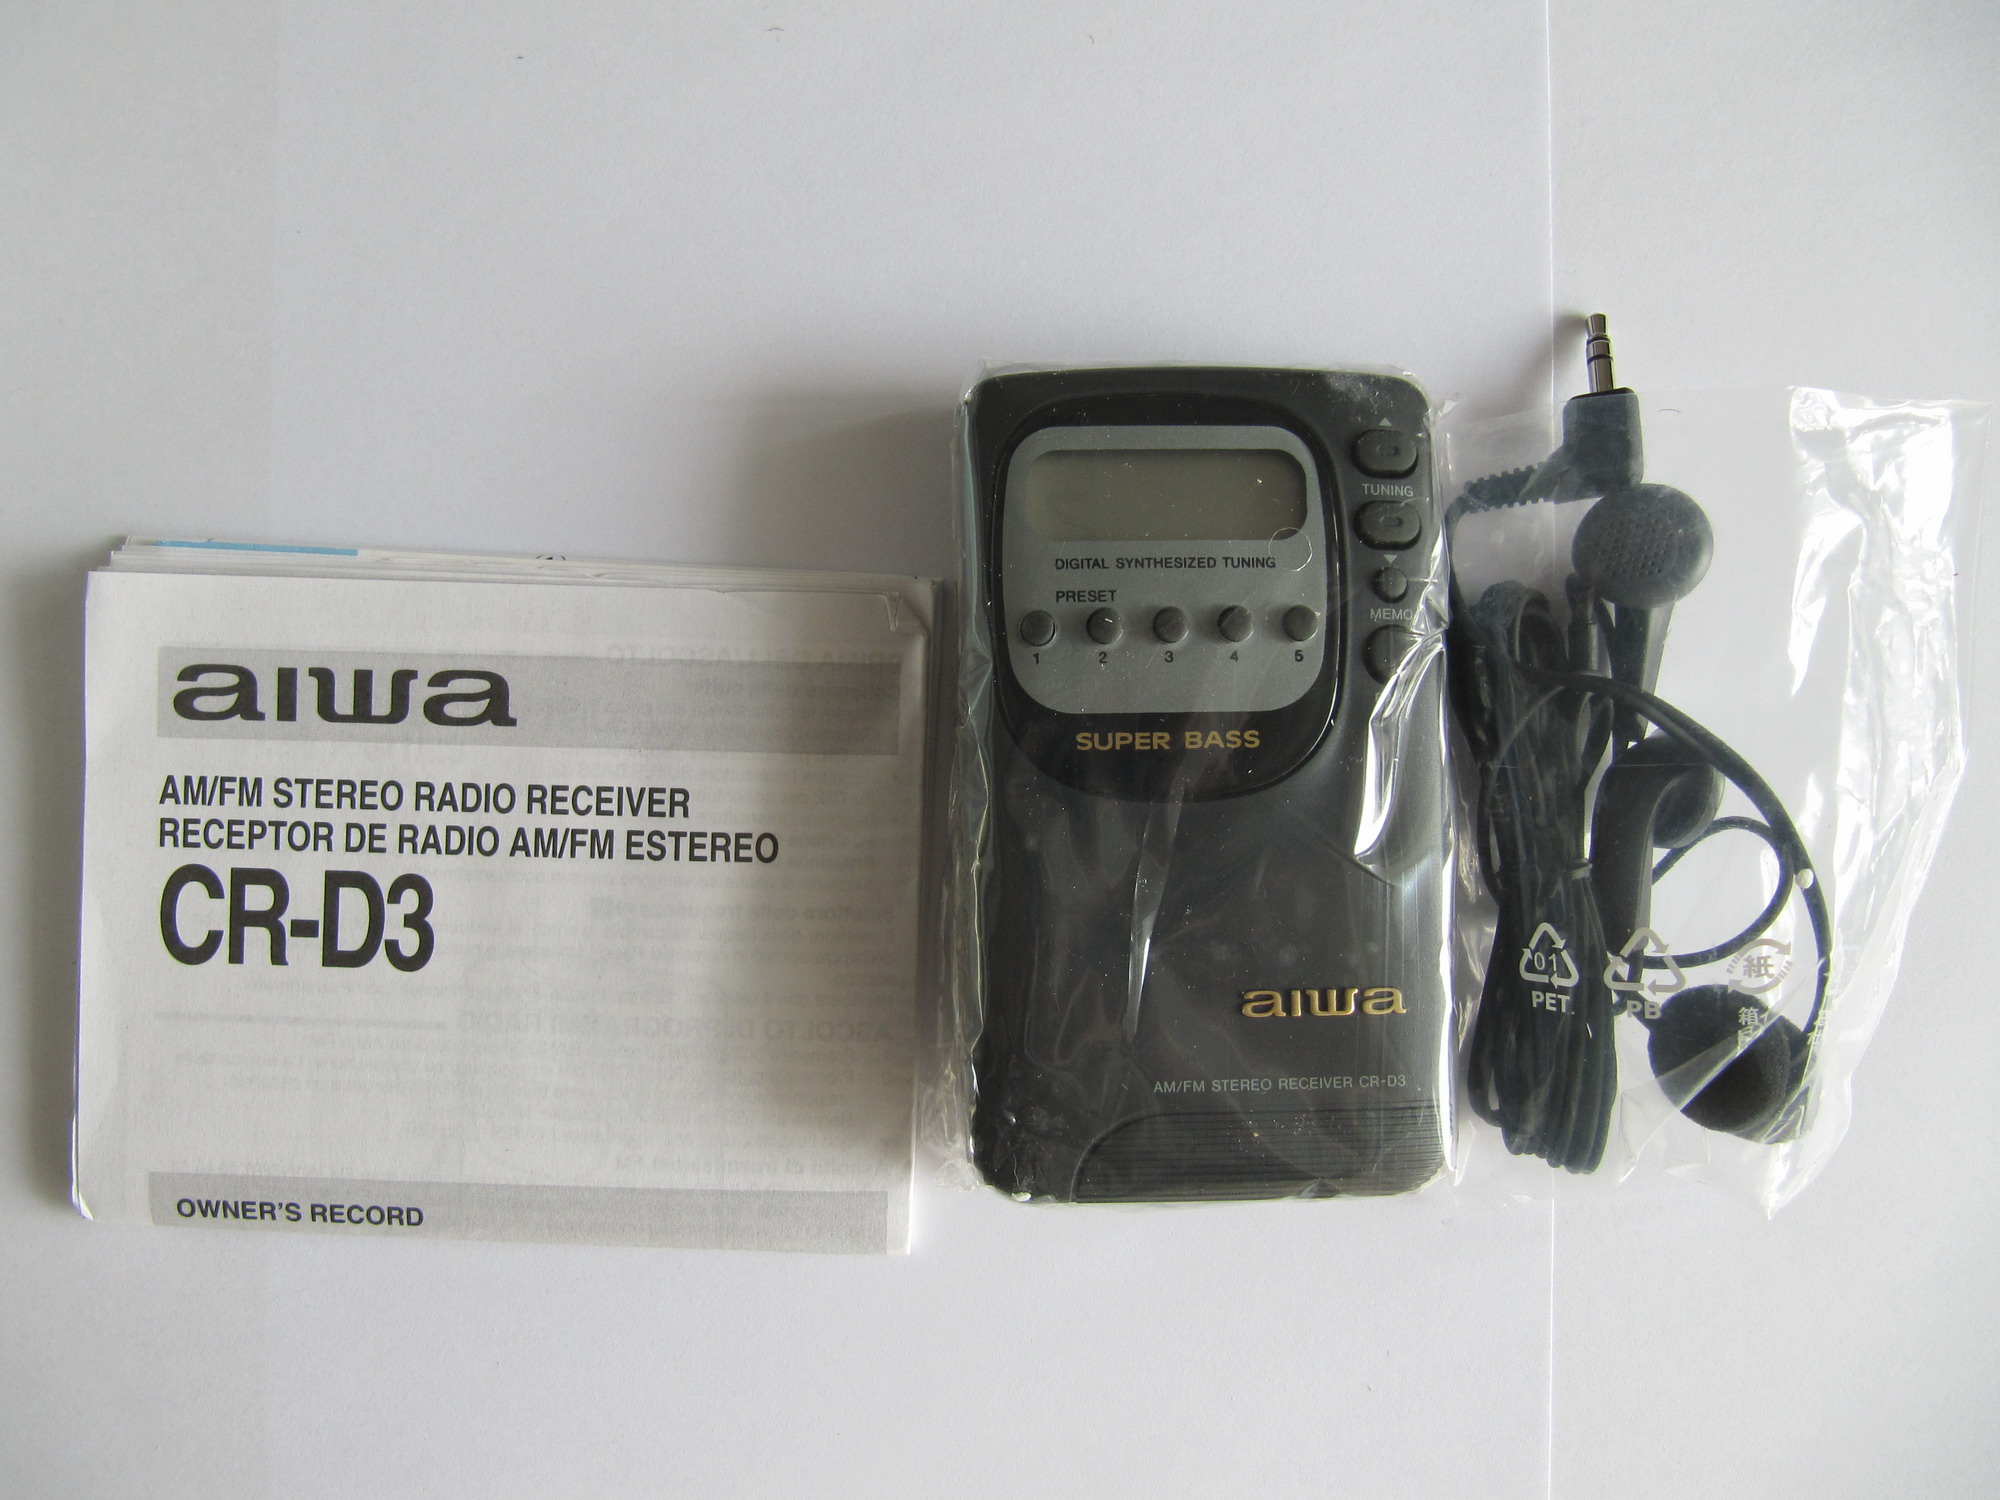 aiwa
AM/FM STEREO RADIO RECEIVER
RECEPTOR DE RADIO AM/FM ESTEREO
CR-D3
OWNER'S RECORD
TUNING
DIGITAL SYNTHESIZED TUNING
PRESET
MEMO
1 2 3 4 5
SUPER BASS
aiwa
AM/FM STEREO RECEIVER CR-D3
01
PET
PB
紙
箱